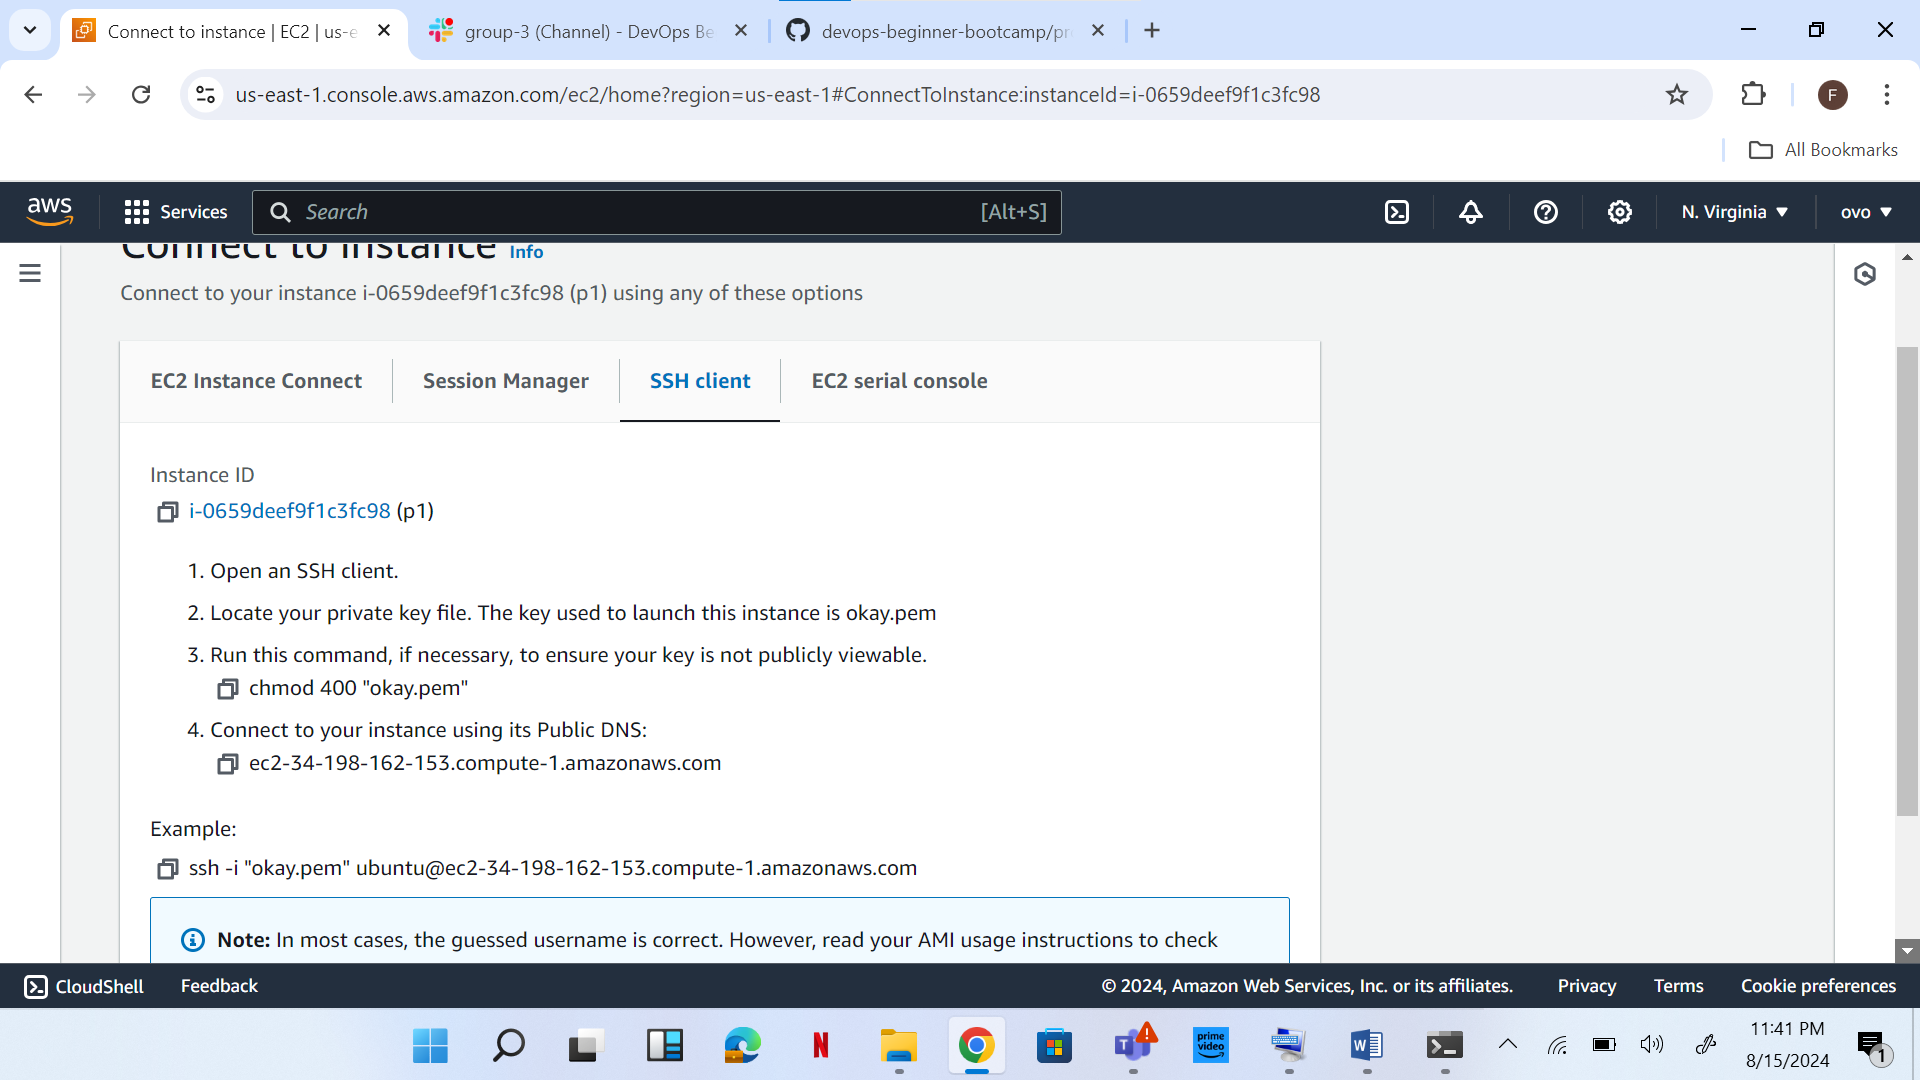 Connect to instance | EC2 | us-e
group-3 (Channel) - DevOps Be
devops-beginner-bootcamp/pr
us-east-1.console.aws.amazon.com/ec2/home?region=us-east-1#ConnectToInstance:instanceId=i-0659deef9f1c3fc98
F
All Bookmarks
aws
Services
Search
[Alt+S]
N. Virginia
ovo
Connect to instance Info
Connect to your instance i-0659deef9f1c3fc98 (p1) using any of these options
EC2 Instance Connect
Session Manager
SSH client
EC2 serial console
Instance ID
i-0659deef9f1c3fc98 (p1)
1. Open an SSH client.
2. Locate your private key file. The key used to launch this instance is okay.pem
3. Run this command, if necessary, to ensure your key is not publicly viewable.
chmod 400 "okay.pem"
4. Connect to your instance using its Public DNS:
ec2-34-198-162-153.compute-1.amazonaws.com
Example:
ssh -i "okay.pem" ubuntu@ec2-34-198-162-153.compute-1.amazonaws.com
Note: In most cases, the guessed username is correct. However, read your AMI usage instructions to check
CloudShell
Feedback
© 2024, Amazon Web Services, Inc. or its affiliates.
Privacy
Terms
Cookie preferences
N
T
prime
video
W
11:41 PM
8/15/2024
1